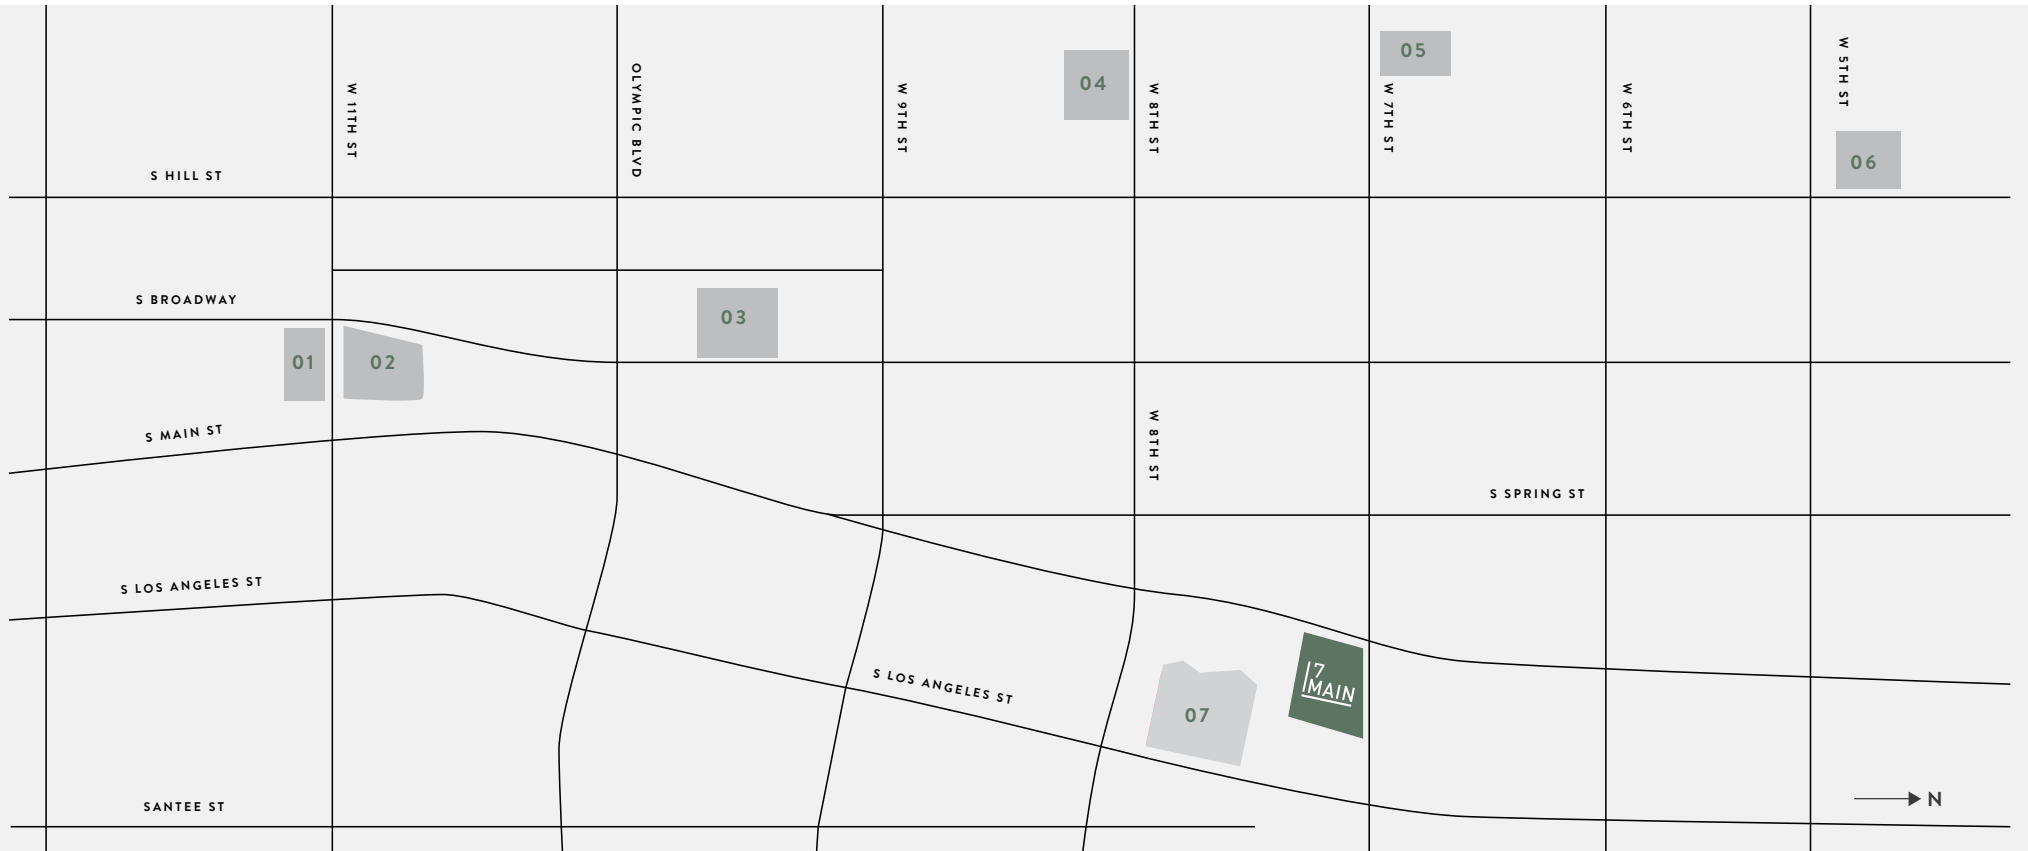 W 11TH ST
OLYMPIC BLVD
W 9TH ST
04
W 8TH ST
05
W 7TH ST
W 6TH ST
W 5TH ST
06
S HILL ST
S BROADWAY
03
01
02
S MAIN ST
W 8TH ST
S SPRING ST
S LOS ANGELES ST
S LOS ANGELES ST
07
7
MAIN
SANTEE ST
N